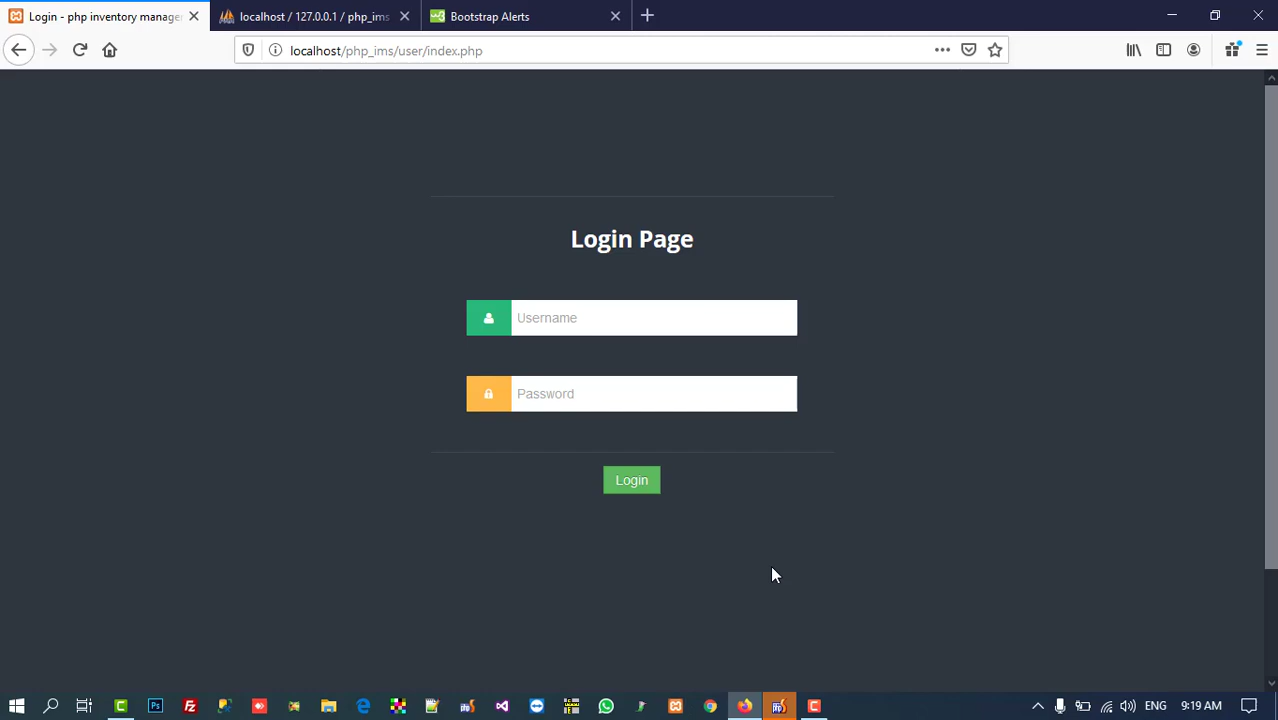 Login - php inventory manage
localhost / 127.0.0.1 / php_ims
Bootstrap Alerts
localhost/php_ims/user/index.php
Login Page
Username
Password
Login
ENG
9:19 AM